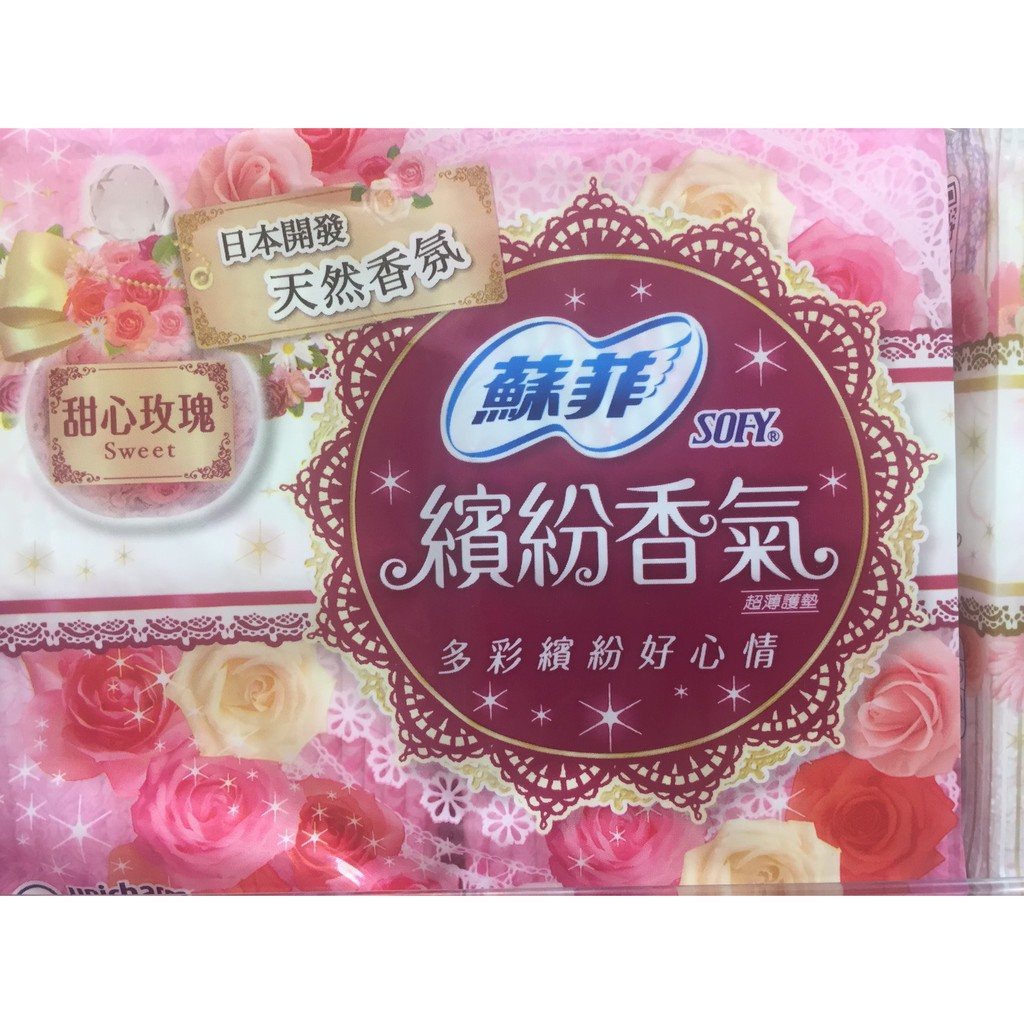 日本開發
天然香氛
甜心玫瑰
Sweet
蘇菲
SOFY®
繽紛香氣
超薄護墊
多彩繽紛好心情
unicharm